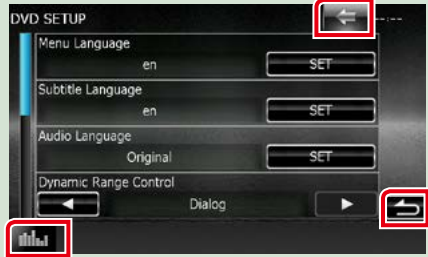 DVD SETUP --:--
Menu Language
en SET
Subtitle Language
en SET
Audio Language
Original SET
Dynamic Range Control
Dialog